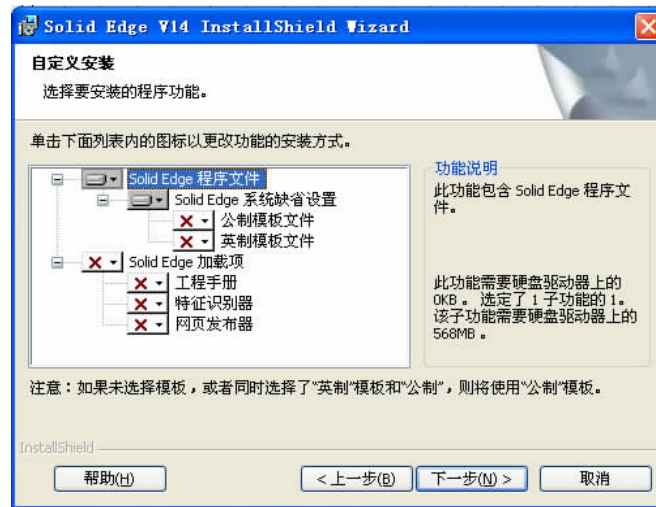 Solid Edge V14 InstallShield Wizard
自定义安装
选择要安装的程序功能。
单击下面列表内的图标以更改功能的安装方式。
Solid Edge 程序文件
Solid Edge 系统缺省设置
公制模板文件
英制模板文件
Solid Edge 加载项
工程手册
特征识别器
网页发布器
功能说明
此功能包含 Solid Edge 程序文
件。
此功能需要硬盘驱动器上的
0KB。 选定了 1 子功能的 1。
该子功能需要硬盘驱动器上的
568MB。
注意：如果未选择模板，或者同时选择了“英制”模板和“公制”，则将使用“公制”模板。
InstallShield
帮助(H)
<上一步(B)
下一步(N) >
取消